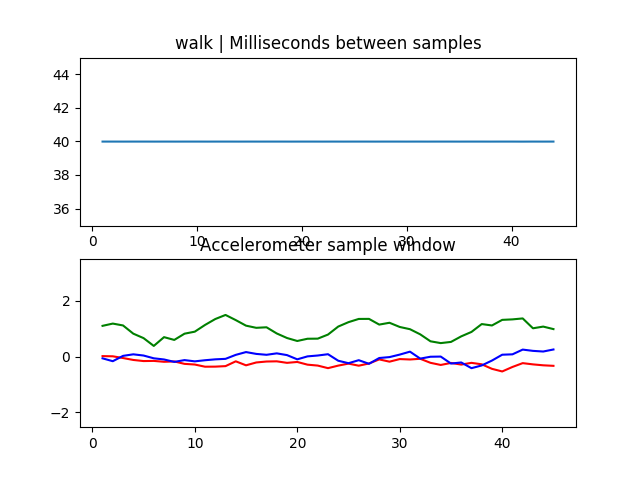 walk | Milliseconds between samples
44
42
40
38
36
0 10 20 30 40
Accelerometer sample window
2
0
−2
0 10 20 30 40